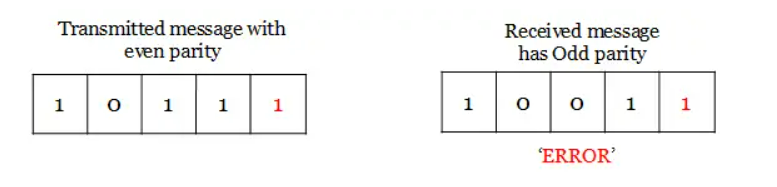 Transmitted message with
even parity
1 0 1 1 1
Received message
has Odd parity
1 0 0 1 1
‘ERROR’